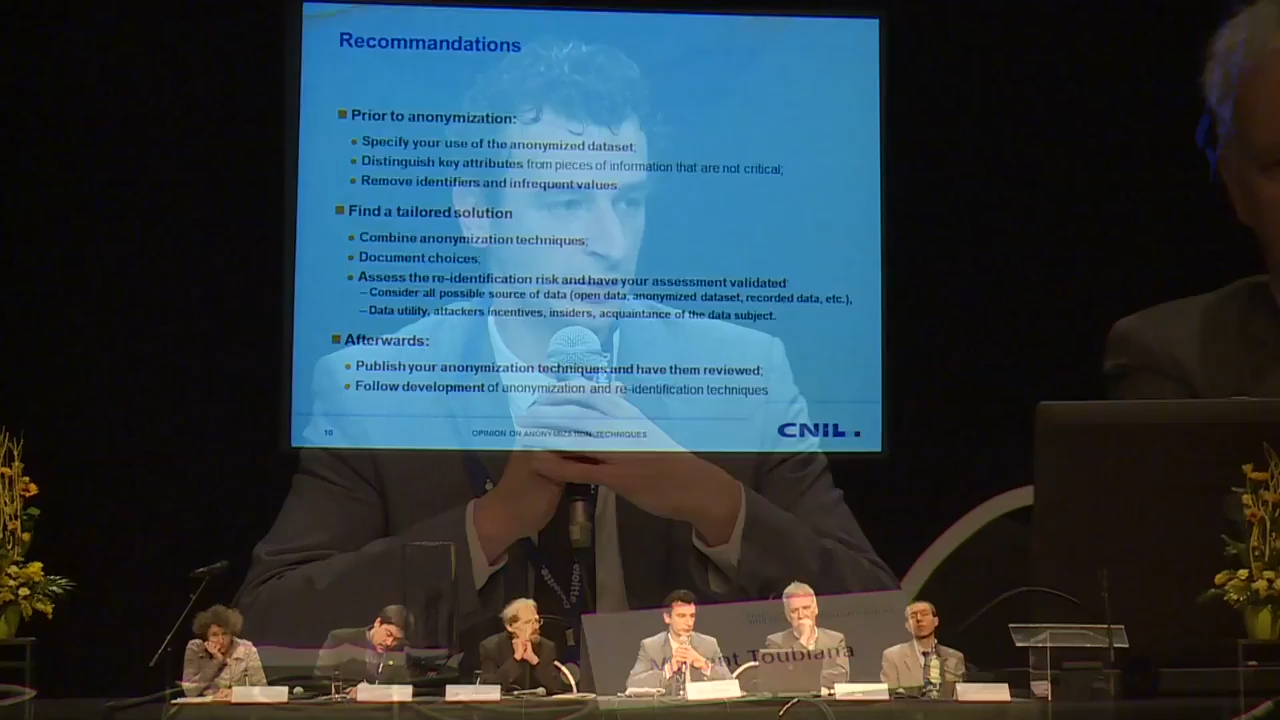 Recommandations
Prior to anonymization:
Specify your use of the anonymized dataset;
Distinguish key attributes from pieces of information that are not critical;
Remove identifiers and infrequent values.
Find a tailored solution
Combine anonymization techniques;
Document choices;
Assess the re-identification risk and have your assessment validated:
–Consider all possible source of data (open data, anonymized dataset, recorded data, etc.),
–Data utility, attackers incentives, insiders, acquaintance of the data subject.
Afterwards:
Publish your anonymization techniques and have them reviewed;
Follow development of anonymization and re-identification techniques
10
OPINION ON ANONYMIZATION TECHNIQUES
CNIL.
Toubiana